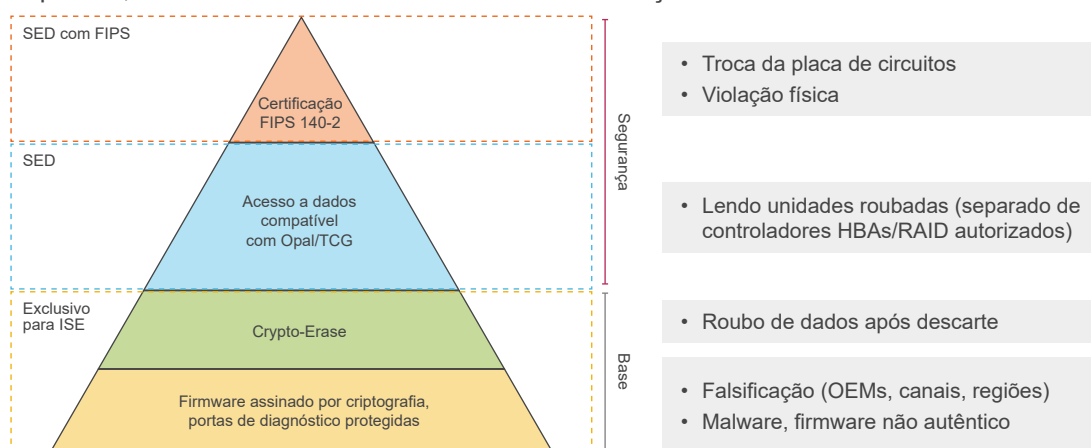 SED com FIPS
Certificação
FIPS 140-2
Segurança
• Troca da placa de circuitos
• Violação física
SED
Acesso a dados
compatível
com Opal/TCG
• Lendo unidades roubadas (separado de
controladores HBAs/RAID autorizados)
Exclusivo
para ISE
Crypto-Erase
Base
• Roubo de dados após descarte
Firmware assinado por criptografia,
portas de diagnóstico protegidas
• Falsificação (OEMs, canais, regiões)
• Malware, firmware não autêntico